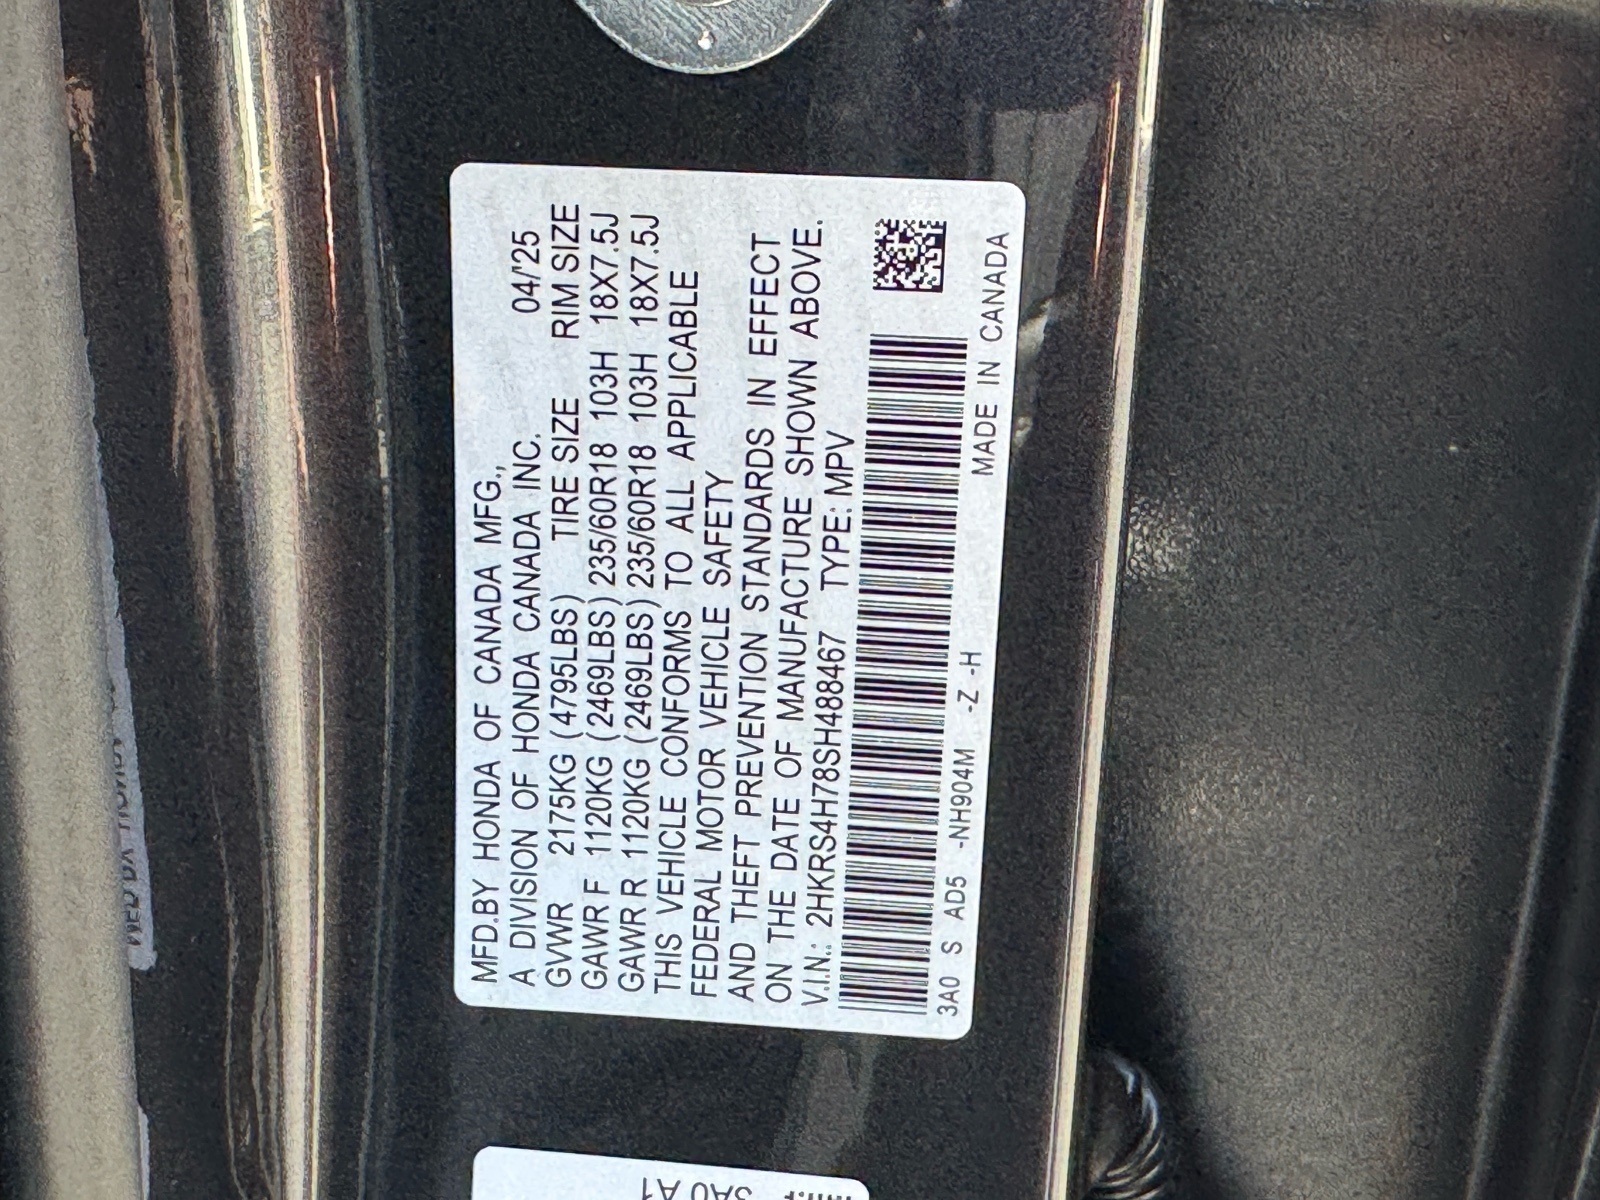 MFD.BY HONDA OF CANADA MFG.,
A DIVISION OF HONDA CANADA INC. 04/'25
GVWR 2175KG (4795LBS) TIRE SIZE RIM SIZE
GAWR F 1120KG (2469LBS) 235/60R18 103H 18X7.5J
GAWR R 1120KG (2469LBS) 235/60R18 103H 18X7.5J
THIS VEHICLE CONFORMS TO ALL APPLICABLE
FEDERAL MOTOR VEHICLE SAFETY
AND THEFT PREVENTION STANDARDS IN EFFECT
ON THE DATE OF MANUFACTURE SHOWN ABOVE.
V.I.N.: 2HKRS4H78SH488467 TYPE: MPV
3A0 S AD5 -NH904M -Z -H MADE IN CANADA
3A0 A1